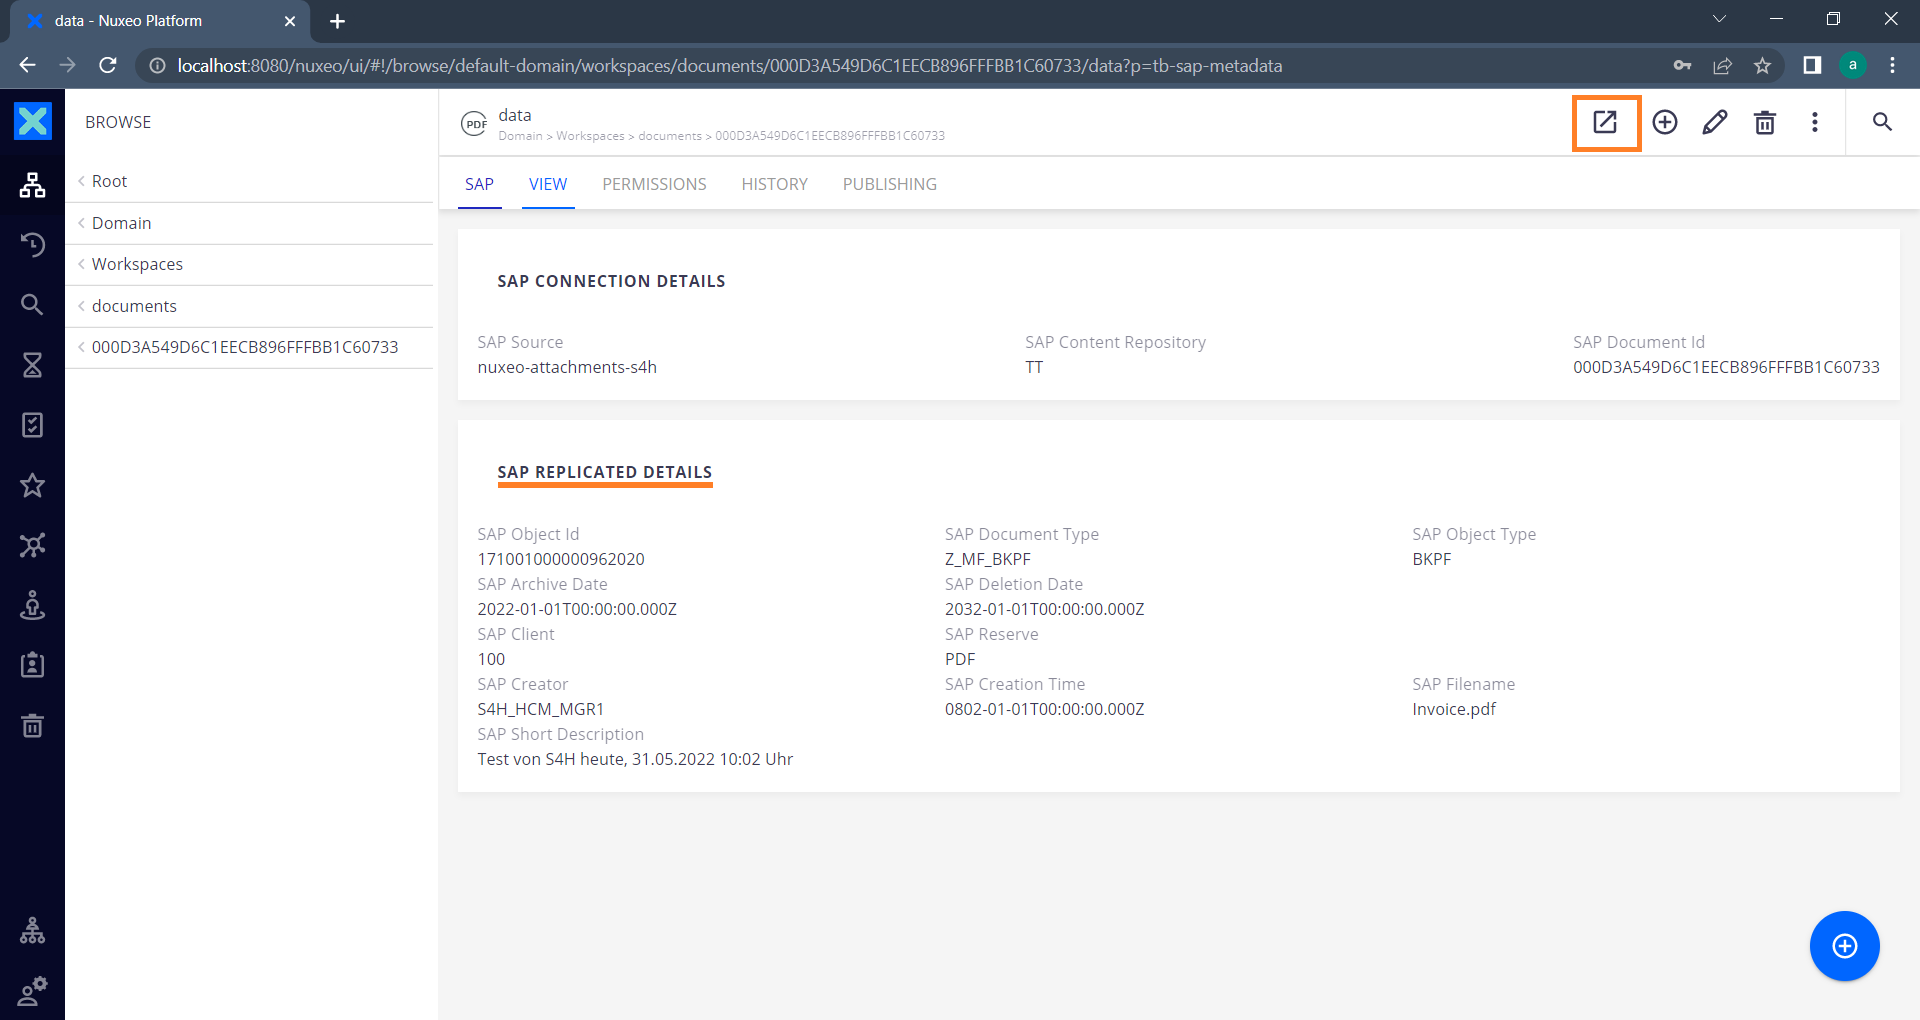 data - Nuxeo Platform
localhost:8080/nuxeo/ui/#!/browse/default-domain/workspaces/documents/000D3A549D6C1EECB896FFFBB1C60733/data?p=tb-sap-metadata
a
BROWSE
Root
Domain
Workspaces
documents
000D3A549D6C1EECB896FFFBB1C60733
PDF
data
Domain > Workspaces > documents > 000D3A549D6C1EECB896FFFBB1C60733
SAP VIEW PERMISSIONS HISTORY PUBLISHING
SAP CONNECTION DETAILS
SAP Source SAP Content Repository SAP Document Id
nuxeo-attachments-s4h TT 000D3A549D6C1EECB896FFFBB1C60733
SAP REPLICATED DETAILS
SAP Object Id SAP Document Type SAP Object Type
171001000000962020 Z_MF_BKPF BKPF
SAP Archive Date SAP Deletion Date
2022-01-01T00:00:00.000Z 2032-01-01T00:00:00.000Z
SAP Client SAP Reserve
100 PDF
SAP Creator SAP Creation Time SAP Filename
S4H_HCM_MGR1 0802-01-01T00:00:00.000Z Invoice.pdf
SAP Short Description
Test von S4H heute, 31.05.2022 10:02 Uhr